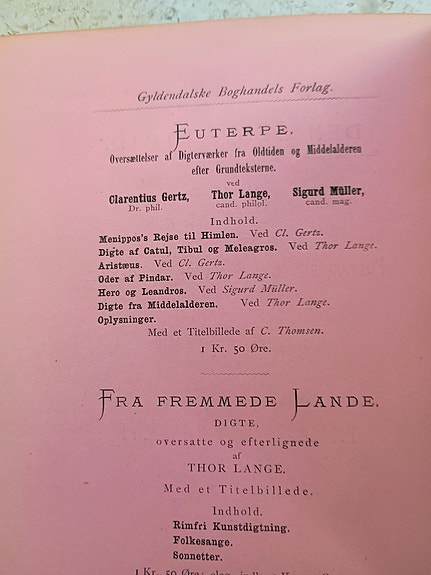 Gyldendalske Boghandels Forlag.
EUTERPE.
Oversættelser af Digterværker fra Oldtiden og Middelalderen
efter Grundteksterne.
ved
Clarentius Gertz, Thor Lange, Sigurd Müller,
Dr. phil. cand. philol. cand. mag.
Indhold.
Menippos's Rejse til Himlen. Ved Cl. Gertz.
Digte af Catul, Tibul og Meleagros. Ved Thor Lange.
Aristæus. Ved Cl. Gertz.
Oder af Pindar. Ved Thor Lange.
Hero og Leandros. Ved Sigurd Müller.
Digte fra Middelalderen. Ved Thor Lange.
Oplysninger.
Med et Titelbillede af C. Thomsen.
1 Kr. 50 Øre.
FRA FREMMEDE LANDE.
DIGTE,
oversatte og efterlignede
af
THOR LANGE.
Med et Titelbillede.
Indhold.
Rimfri Kunstdigtning.
Folkesange.
Sonnetter.
1 Kr. 50 Øre;